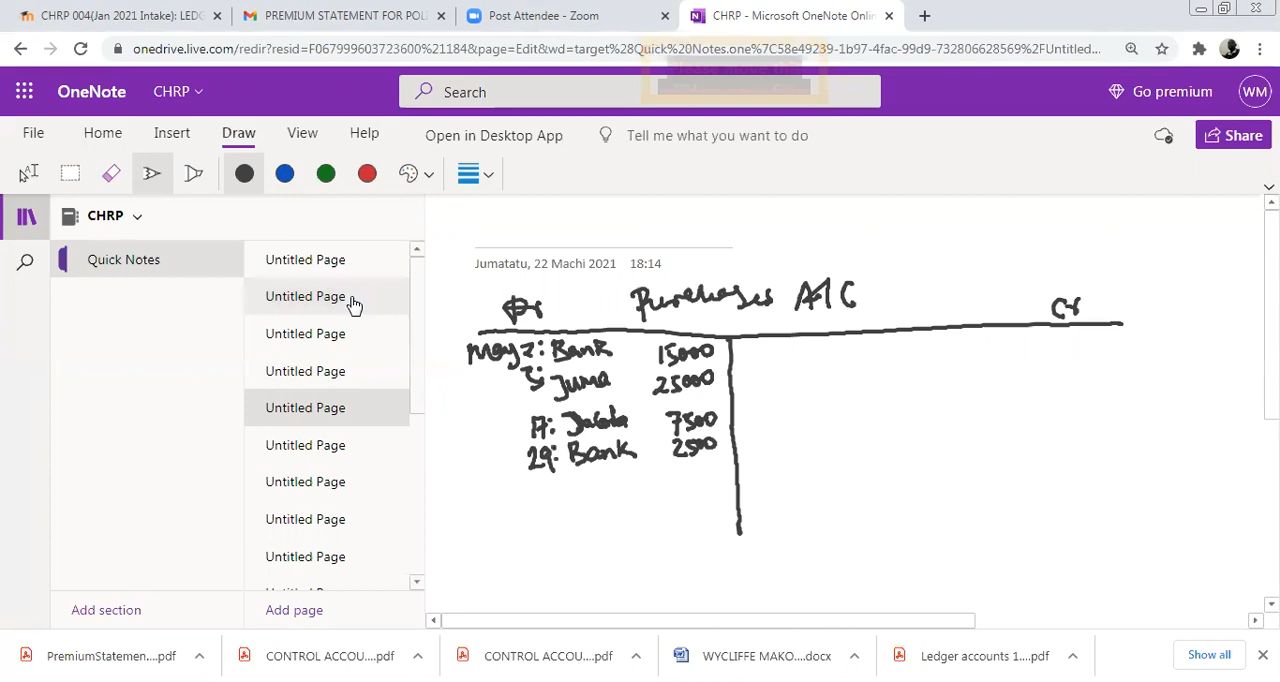 CHRP 004(Jan 2021 Intake): LEDG
PREMIUM STATEMENT FOR POL
Post Attendee - Zoom
CHRP - Microsoft OneNote Onlin
onedrive.live.com/redir?resid=F067999603723600%21184&page=Edit&wd=target%28Quick%20Notes.one%7C58e49239-1b97-4fac-99d9-732806628569%2FUntitled...
OneNote
CHRP
Search
Go premium
WM
File
Home
Insert
Draw
View
Help
Open in Desktop App
Tell me what you want to do
Share
CHRP
Quick Notes
Untitled Page
Untitled Page
Untitled Page
Untitled Page
Untitled Page
Untitled Page
Untitled Page
Untitled Page
Untitled Page
Add section
Add page
Jumatatu, 22 Machi 2021 18:14
Dr Purchases A/C Cr
May 2: Bank 15000
5: Juma 25000
17: 7500
29: Bank 2500
PremiumStatemen....pdf
CONTROL ACCOU....pdf
CONTROL ACCOU....pdf
WYCLIFFE MAKO....docx
Ledger accounts 1....pdf
Show all